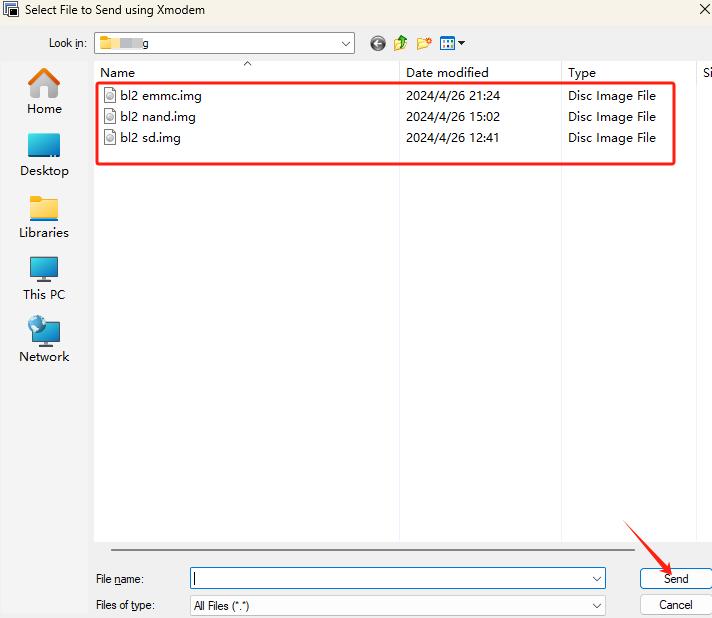 Select File to Send using Xmodem
Look in:
g
Name Date modified Type Si
bl2 emmc.img 2024/4/26 21:24 Disc Image File
bl2 nand.img 2024/4/26 15:02 Disc Image File
bl2 sd.img 2024/4/26 12:41 Disc Image File
Home
Desktop
Libraries
This PC
Network
File name:
Send
Files of type: All Files (*.*)
Cancel